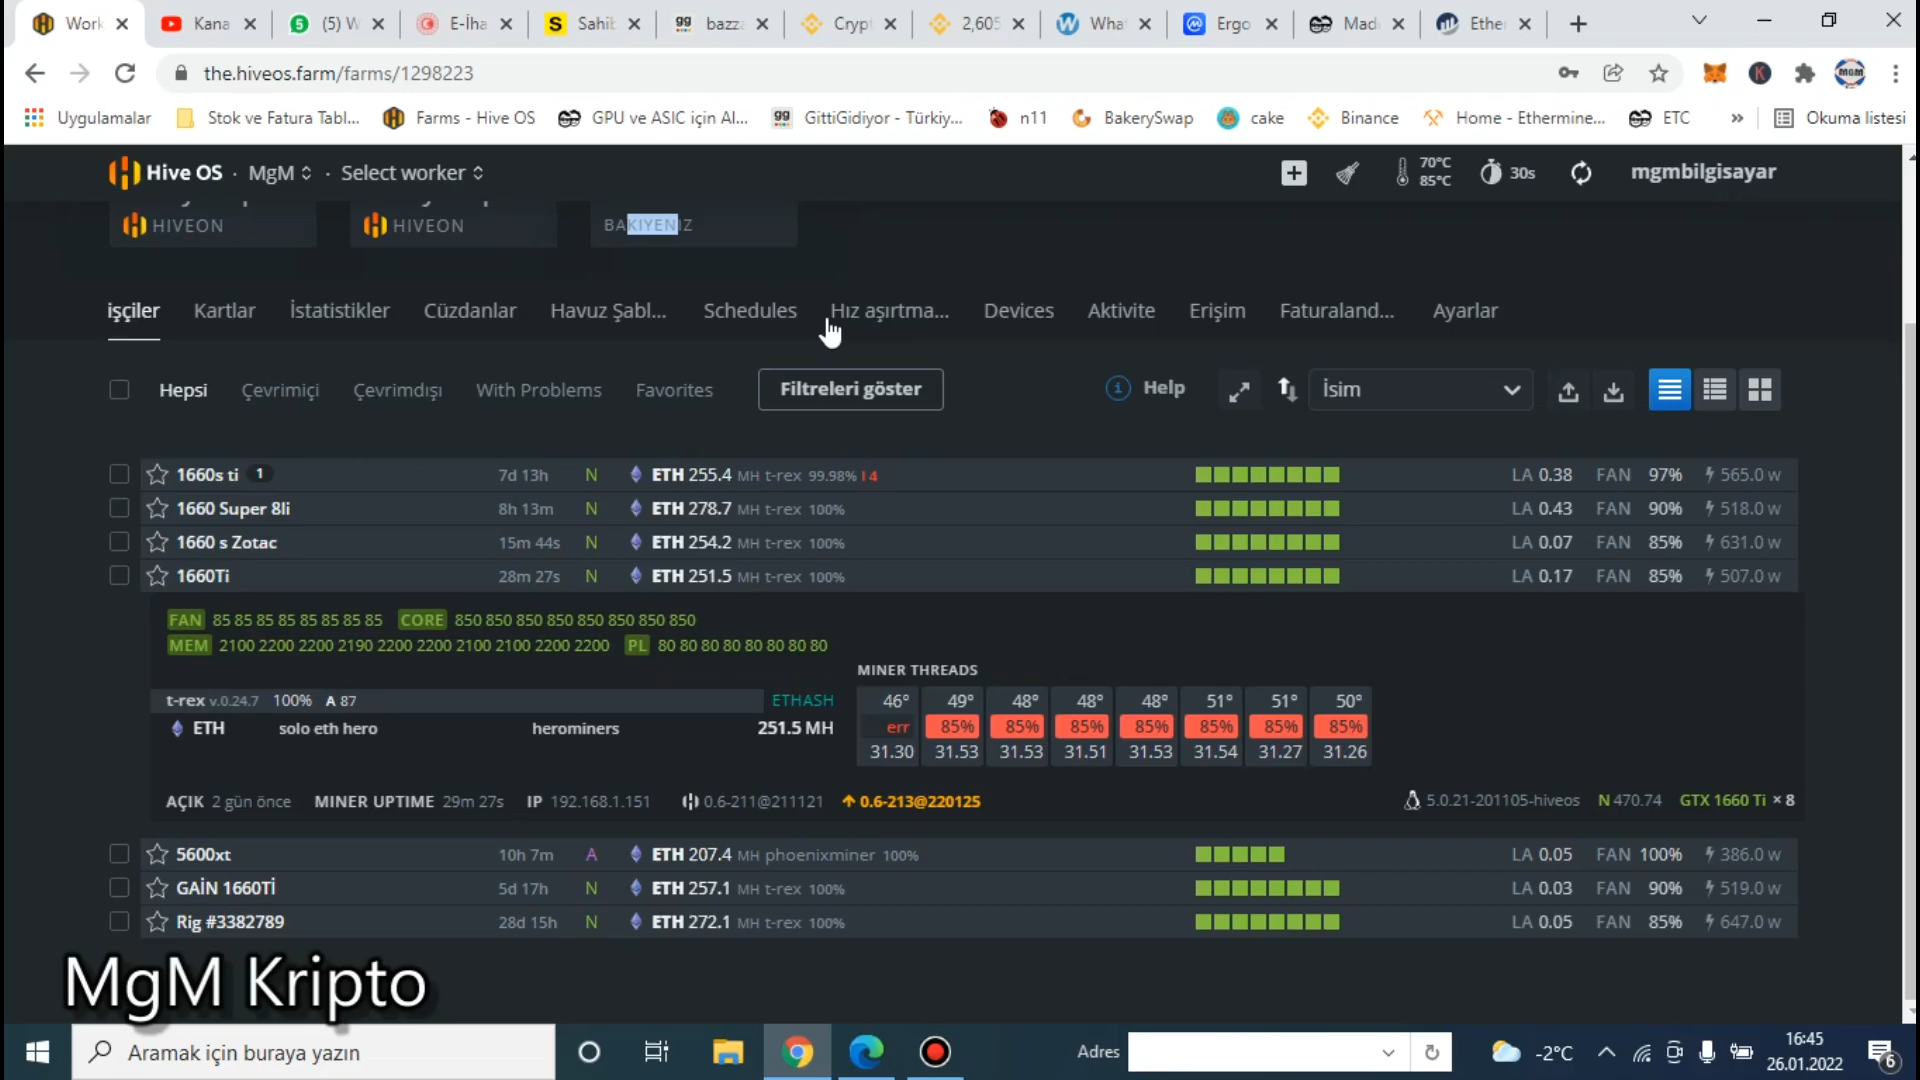 Work
Kana
(5) W
E-İha
Sahib
bazza
Cryp
2,605
Wha
Ergo
Mad
Ether
the.hiveos.farm/farms/1298223
Uygulamalar
Stok ve Fatura Tabl...
Farms - Hive OS
GPU ve ASIC için Al...
GittiGidiyor - Türkiy...
n11
BakerySwap
cake
Binance
Home - Ethermine...
ETC
»
Okuma listesi
Hive OS · MgM · Select worker
70°C
85°C
30s
mgmbilgisayar
HIVEON
HIVEON
BAKIYENIZ
işçiler Kartlar İstatistikler Cüzdanlar Havuz Şabl... Schedules Hız aşırtma... Devices Aktivite Erişim Faturaland... Ayarlar
Hepsi Çevrimiçi Çevrimdışı With Problems Favorites Filtreleri göster Help İsim
1660s ti 1 7d 13h N ETH 255.4 MH t-rex 99.98% I 4 LA 0.38 FAN 97% 565.0 w
1660 Super 8li 8h 13m N ETH 278.7 MH t-rex 100% LA 0.43 FAN 90% 518.0 w
1660 s Zotac 15m 44s N ETH 254.2 MH t-rex 100% LA 0.07 FAN 85% 631.0 w
1660Ti 28m 27s N ETH 251.5 MH t-rex 100% LA 0.17 FAN 85% 507.0 w
FAN 85 85 85 85 85 85 85 85 CORE 850 850 850 850 850 850 850 850
MEM 2100 2200 2200 2190 2200 2200 2100 2100 2200 2200 PL 80 80 80 80 80 80 80 80
MINER THREADS
t-rex v.0.24.7 100% A 87 ETHASH
46° 49° 48° 48° 48° 51° 51° 50°
ETH solo eth hero herominers 251.5 MH
err 85% 85% 85% 85% 85% 85% 85%
31.30 31.53 31.53 31.51 31.53 31.54 31.27 31.26
AÇIK 2 gün önce MINER UPTIME 29m 27s IP 192.168.1.151 0.6-211@211121 0.6-213@220125 5.0.21-201105-hiveos N 470.74 GTX 1660 Ti × 8
5600xt 10h 7m A ETH 207.4 MH phoenixminer 100% LA 0.05 FAN 100% 386.0 w
GAİN 1660Tİ 5d 17h N ETH 257.1 MH t-rex 100% LA 0.03 FAN 90% 519.0 w
Rig #3382789 28d 15h N ETH 272.1 MH t-rex 100% LA 0.05 FAN 85% 647.0 w
MgM Kripto
Aramak için buraya yazın
Adres
-2°C
16:45
26.01.2022
6